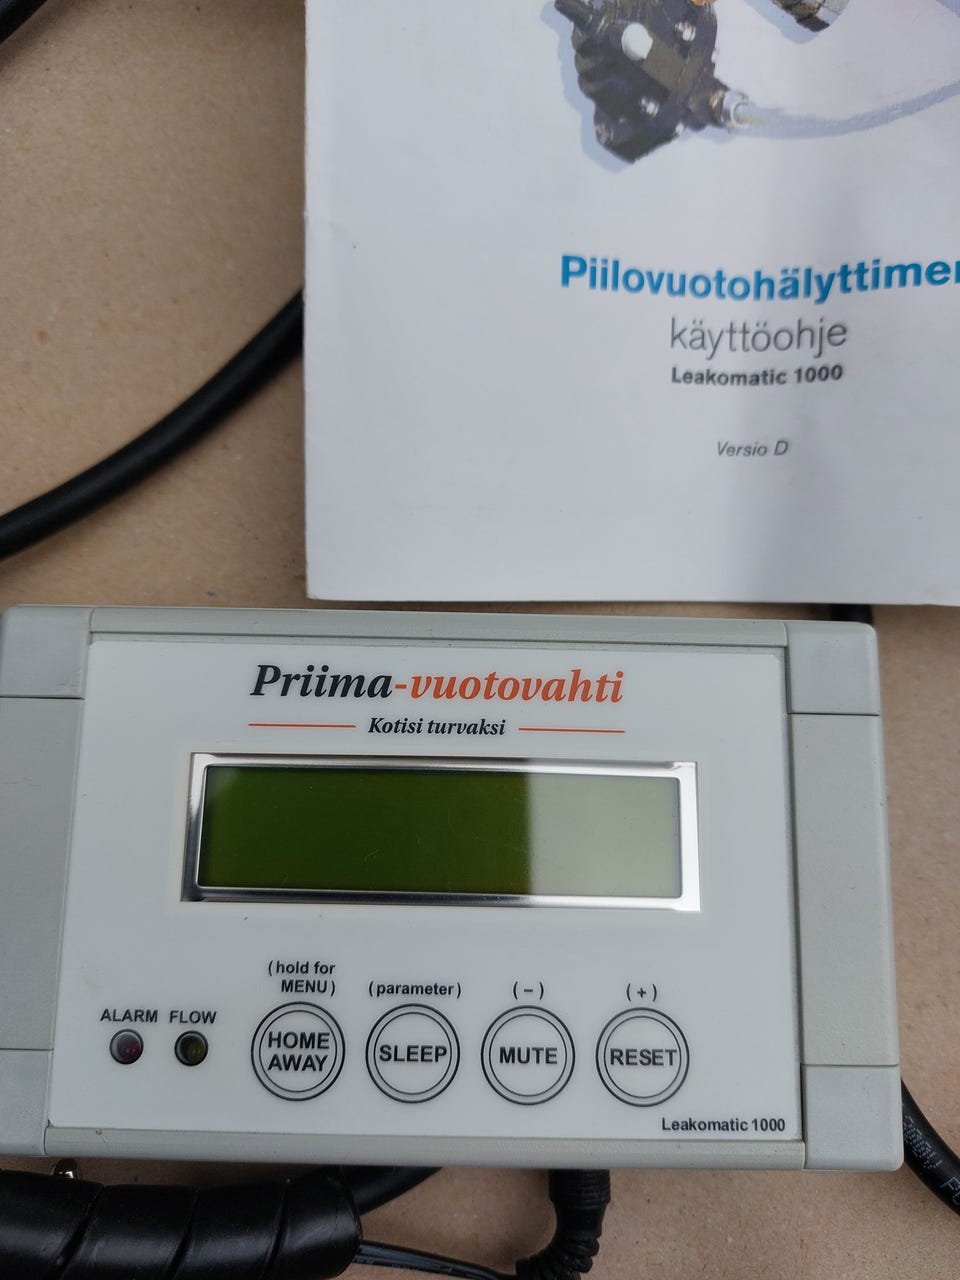 Piilovuotohälyttimen
käyttöohje
Leakomatic 1000
Versio D
Priima-vuotovahti
Kotisi turvaksi
(hold for
MENU)
(parameter)
(-)
(+)
ALARM FLOW
HOME
AWAY
SLEEP
MUTE
RESET
Leakomatic 1000